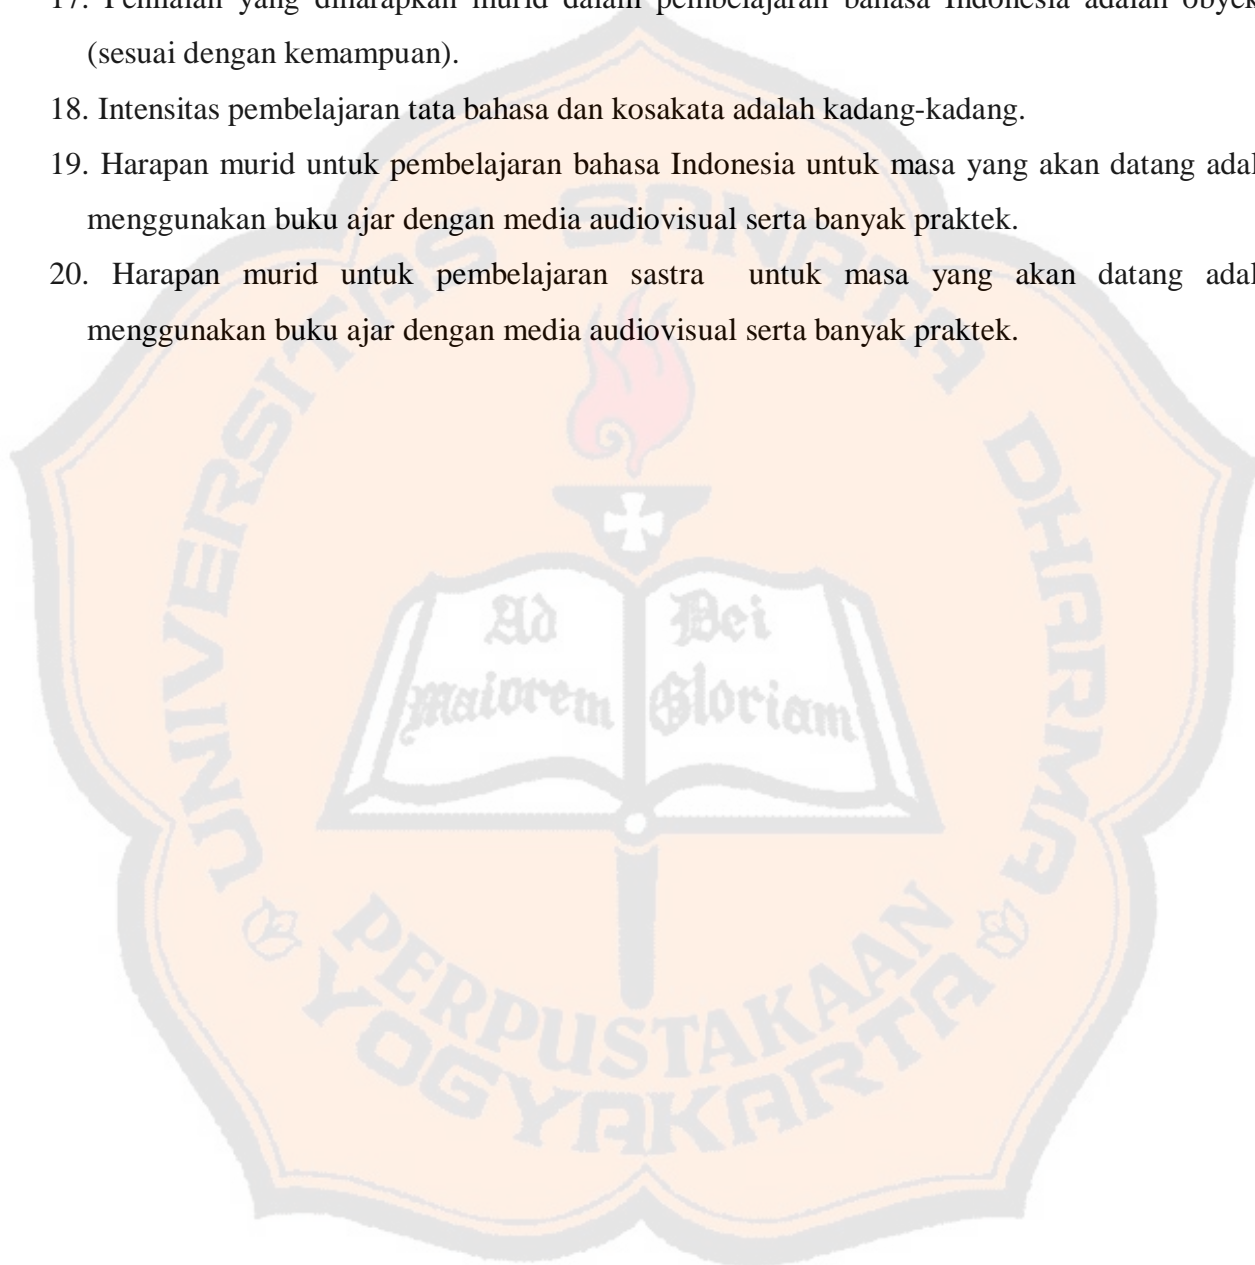 17. Penilaian yang diharapkan murid dalam pembelajaran bahasa Indonesia adalah
(sesuai dengan kemampuan).
18. Intensitas pembelajaran tata bahasa dan kosakata adalah kadang-kadang.
19. Harapan murid untuk pembelajaran bahasa Indonesia untuk masa yang akan datang
menggunakan buku ajar dengan media audiovisual serta banyak praktek.
20. Harapan murid untuk pembelajaran sastra untuk masa yang akan datang
menggunakan buku ajar dengan media audiovisual serta banyak praktek.
UNIVERSITAS SANATA DHARMA
Ad Dei
Maiorem Gloriam
PERPUSTAKAAN
YOGYAKARTA